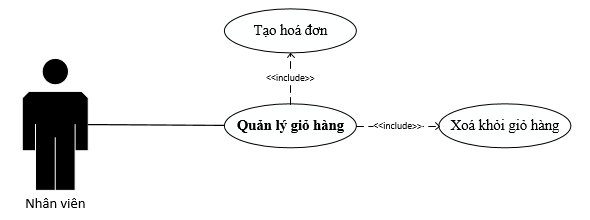 Tạo hoá đơn
<<include>>
Quản lý giỏ hàng
<<include>>
Xoá khỏi giỏ hàng
Nhân viên